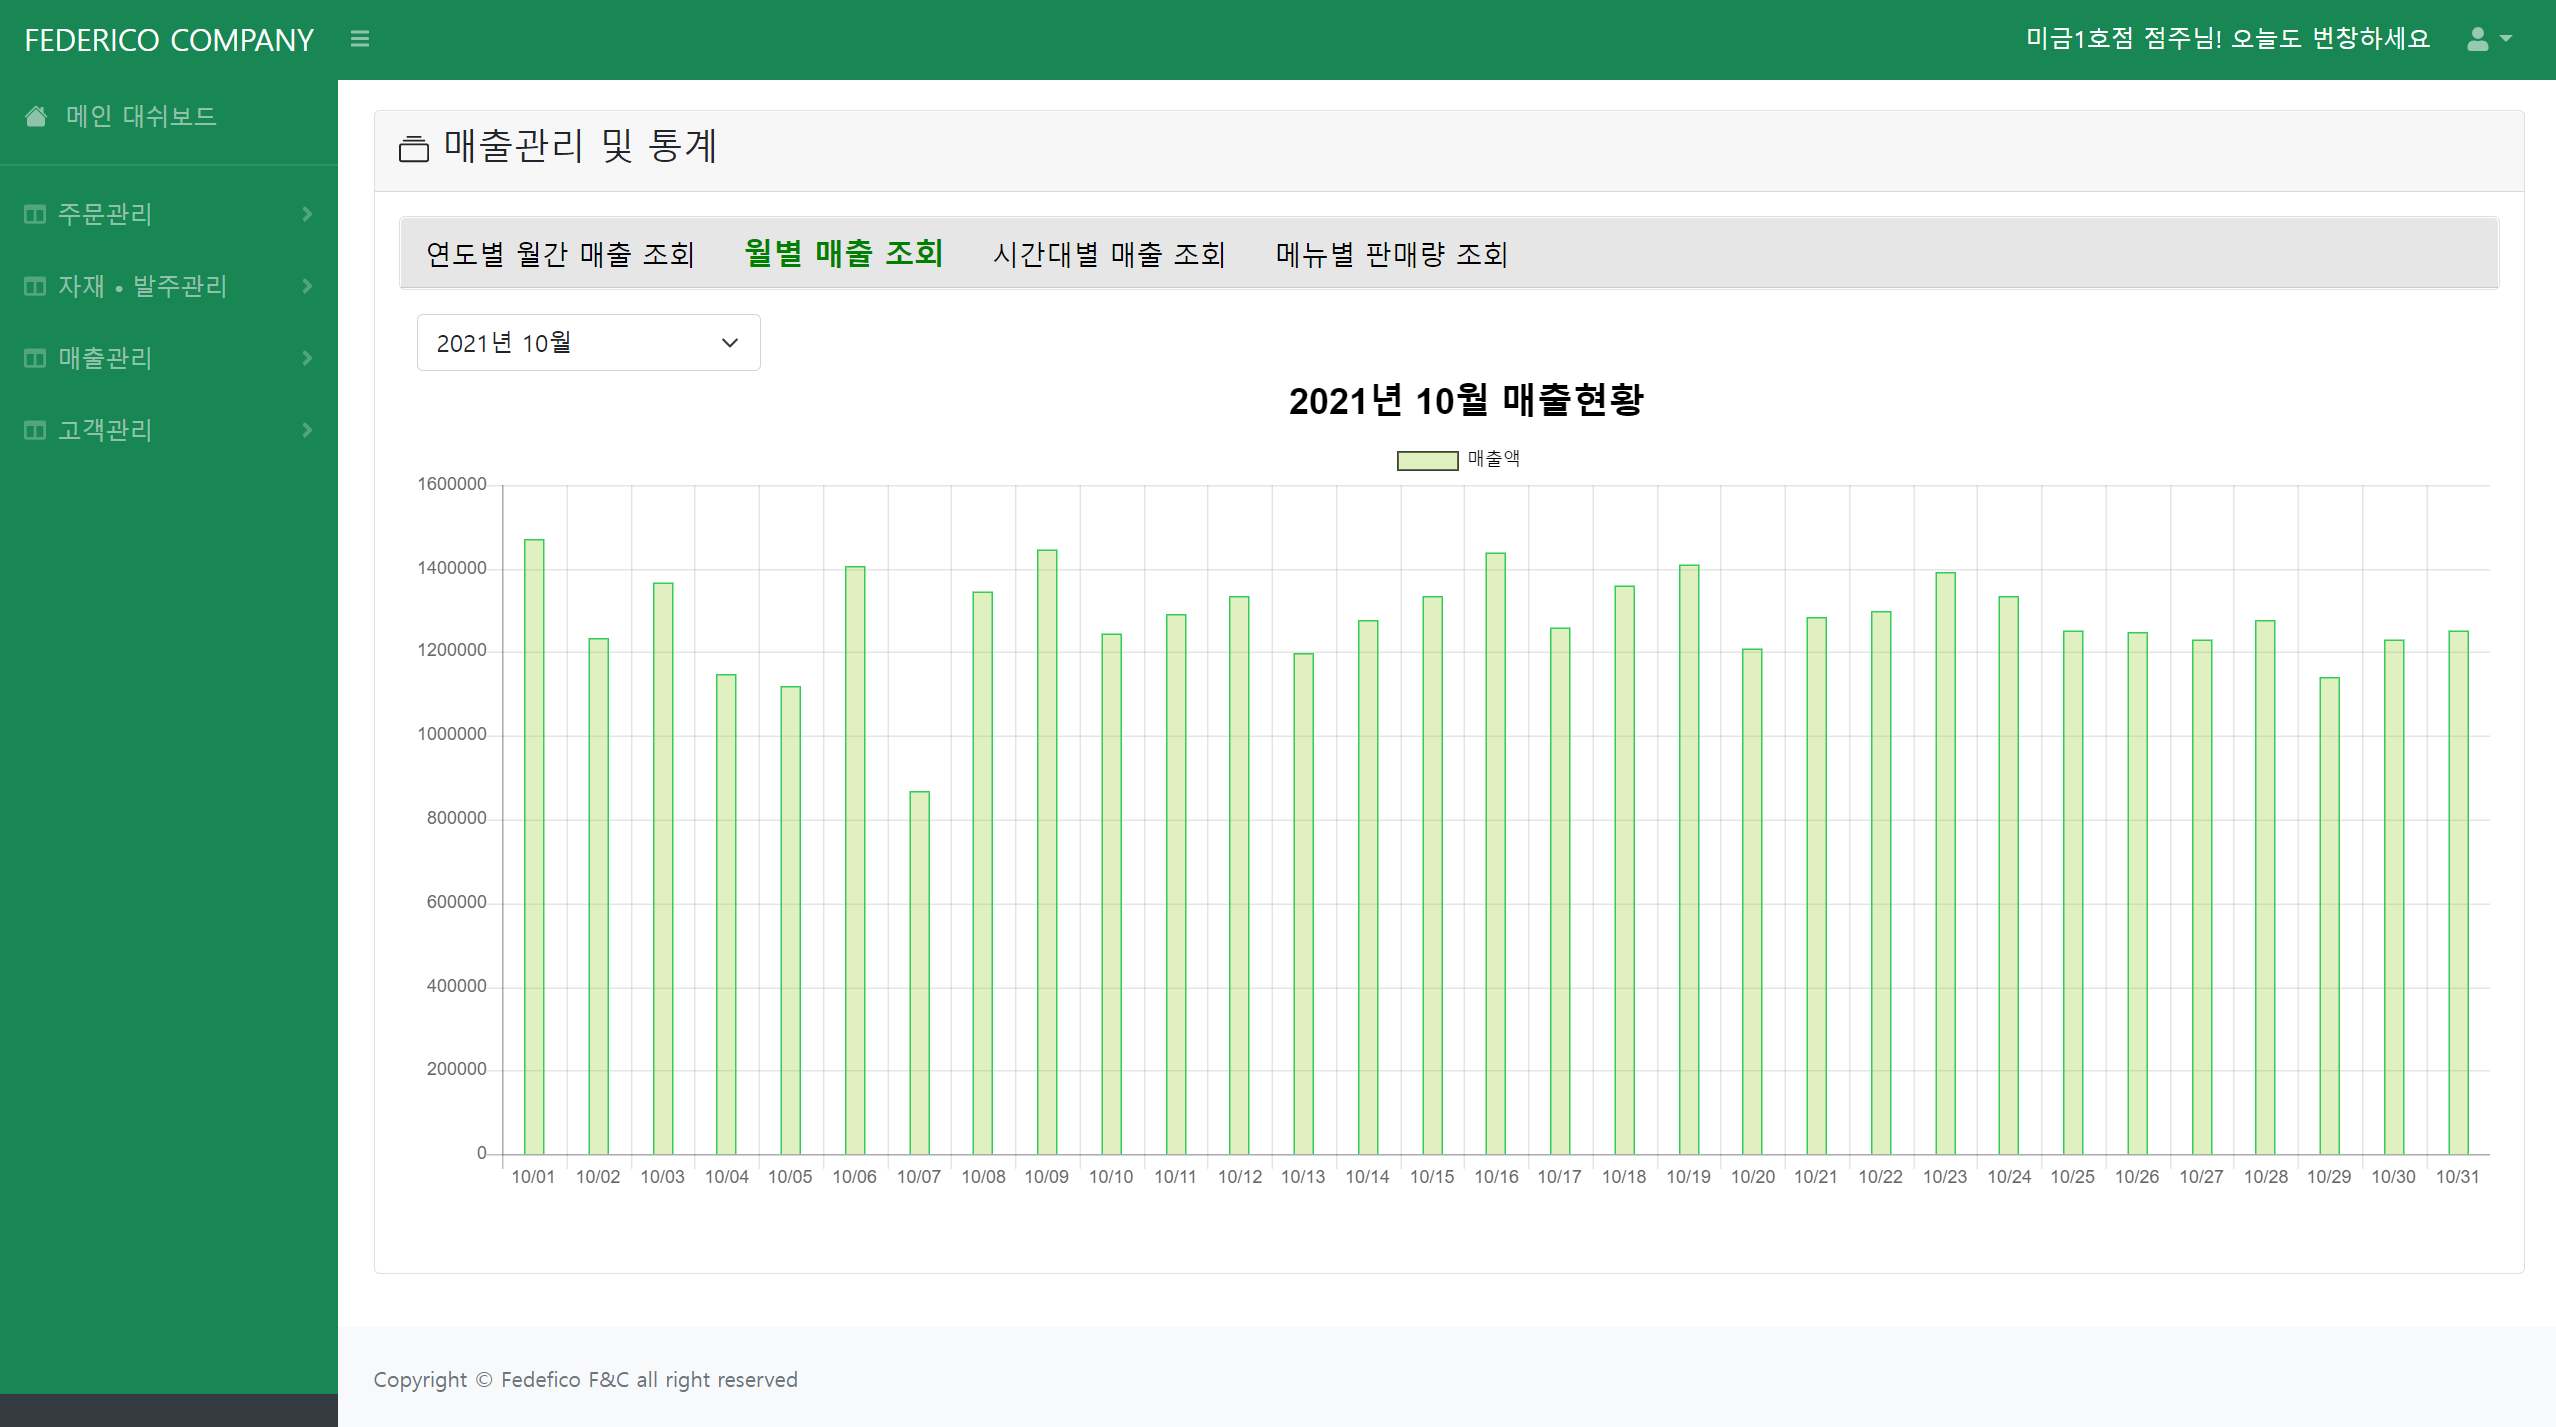 FEDERICO COMPANY
미금1호점 점주님! 오늘도 번창하세요
메인 대쉬보드
주문관리
자재 • 발주관리
매출관리
고객관리
매출관리 및 통계
연도별 월간 매출 조회 월별 매출 조회 시간대별 매출 조회 메뉴별 판매량 조회
2021년 10월
2021년 10월 매출현황
매출액
1600000
1400000
1200000
1000000
800000
600000
400000
200000
0
10/01 10/02 10/03 10/04 10/05 10/06 10/07 10/08 10/09 10/10 10/11 10/12 10/13 10/14 10/15 10/16 10/17 10/18 10/19 10/20 10/21 10/22 10/23 10/24 10/25 10/26 10/27 10/28 10/29 10/30 10/31
Copyright © Fedefico F&C all right reserved